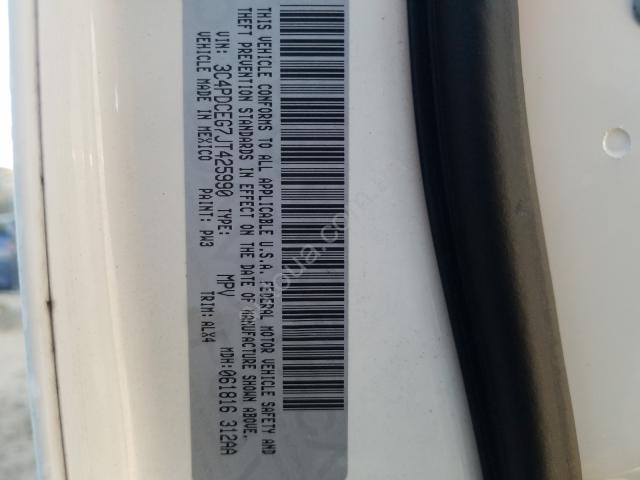 THIS VEHICLE CONFORMS TO ALL APPLICABLE U.S.A. FEDERAL MOTOR VEHICLE SAFETY AND
THEFT PREVENTION STANDARDS IN EFFECT ON THE DATE OF MANUFACTURE SHOWN ABOVE.
VIN: 3C4PDCEG7JT425990 TYPE: MPV MDH: 061816 312AA
VEHICLE MADE IN MEXICO PAINT: PW3 TRIM: ALX4